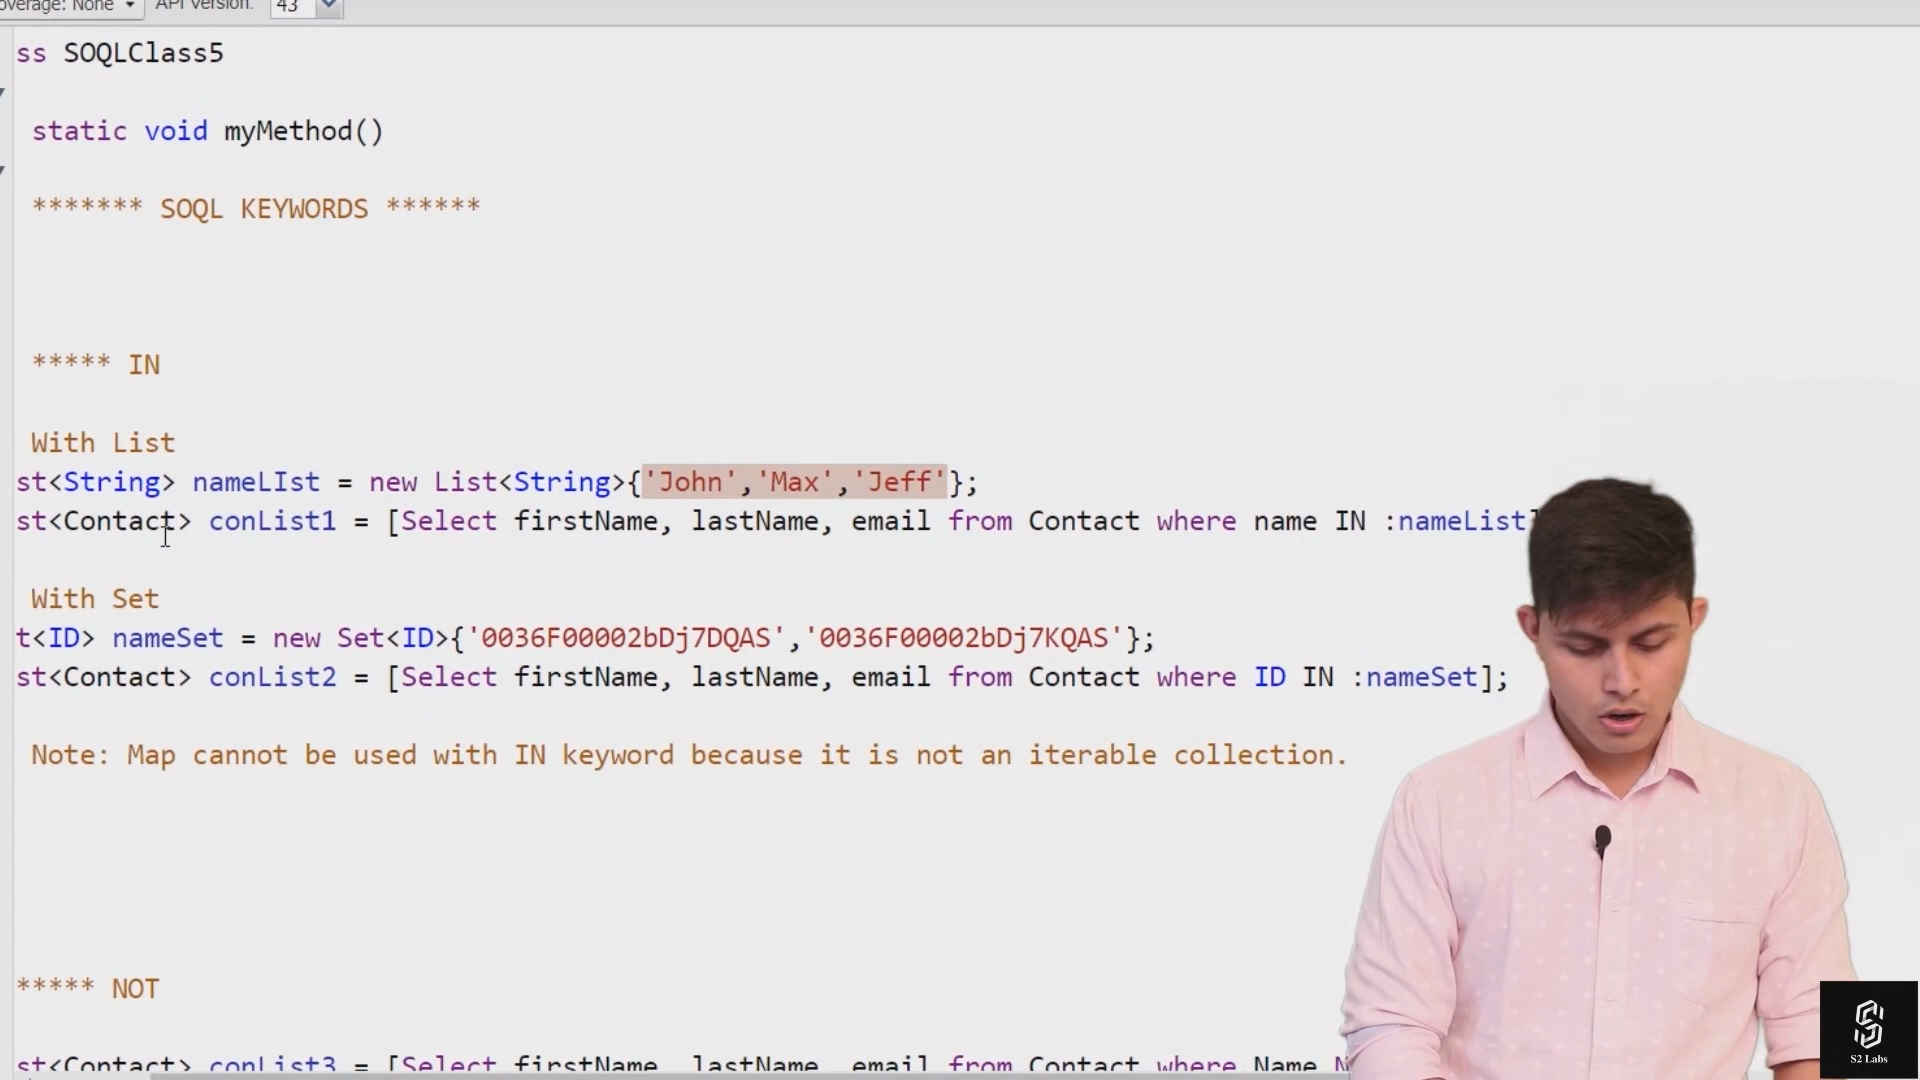 overage: None API Version: 43
ss SOQLClass5
static void myMethod()
******* SOQL KEYWORDS ******
***** IN
With List
st<String> nameLIst = new List<String>{'John','Max','Jeff'};
st<Contact> conList1 = [Select firstName, lastName, email from Contact where name IN :nameList]
With Set
t<ID> nameSet = new Set<ID>{'0036F00002bDj7DQAS','0036F00002bDj7KQAS'};
st<Contact> conList2 = [Select firstName, lastName, email from Contact where ID IN :nameSet];
Note: Map cannot be used with IN keyword because it is not an iterable collection.
***** NOT
st<Contact> conList3 = [Select firstName, lastName, email from Contact where Name N
S2 Labs